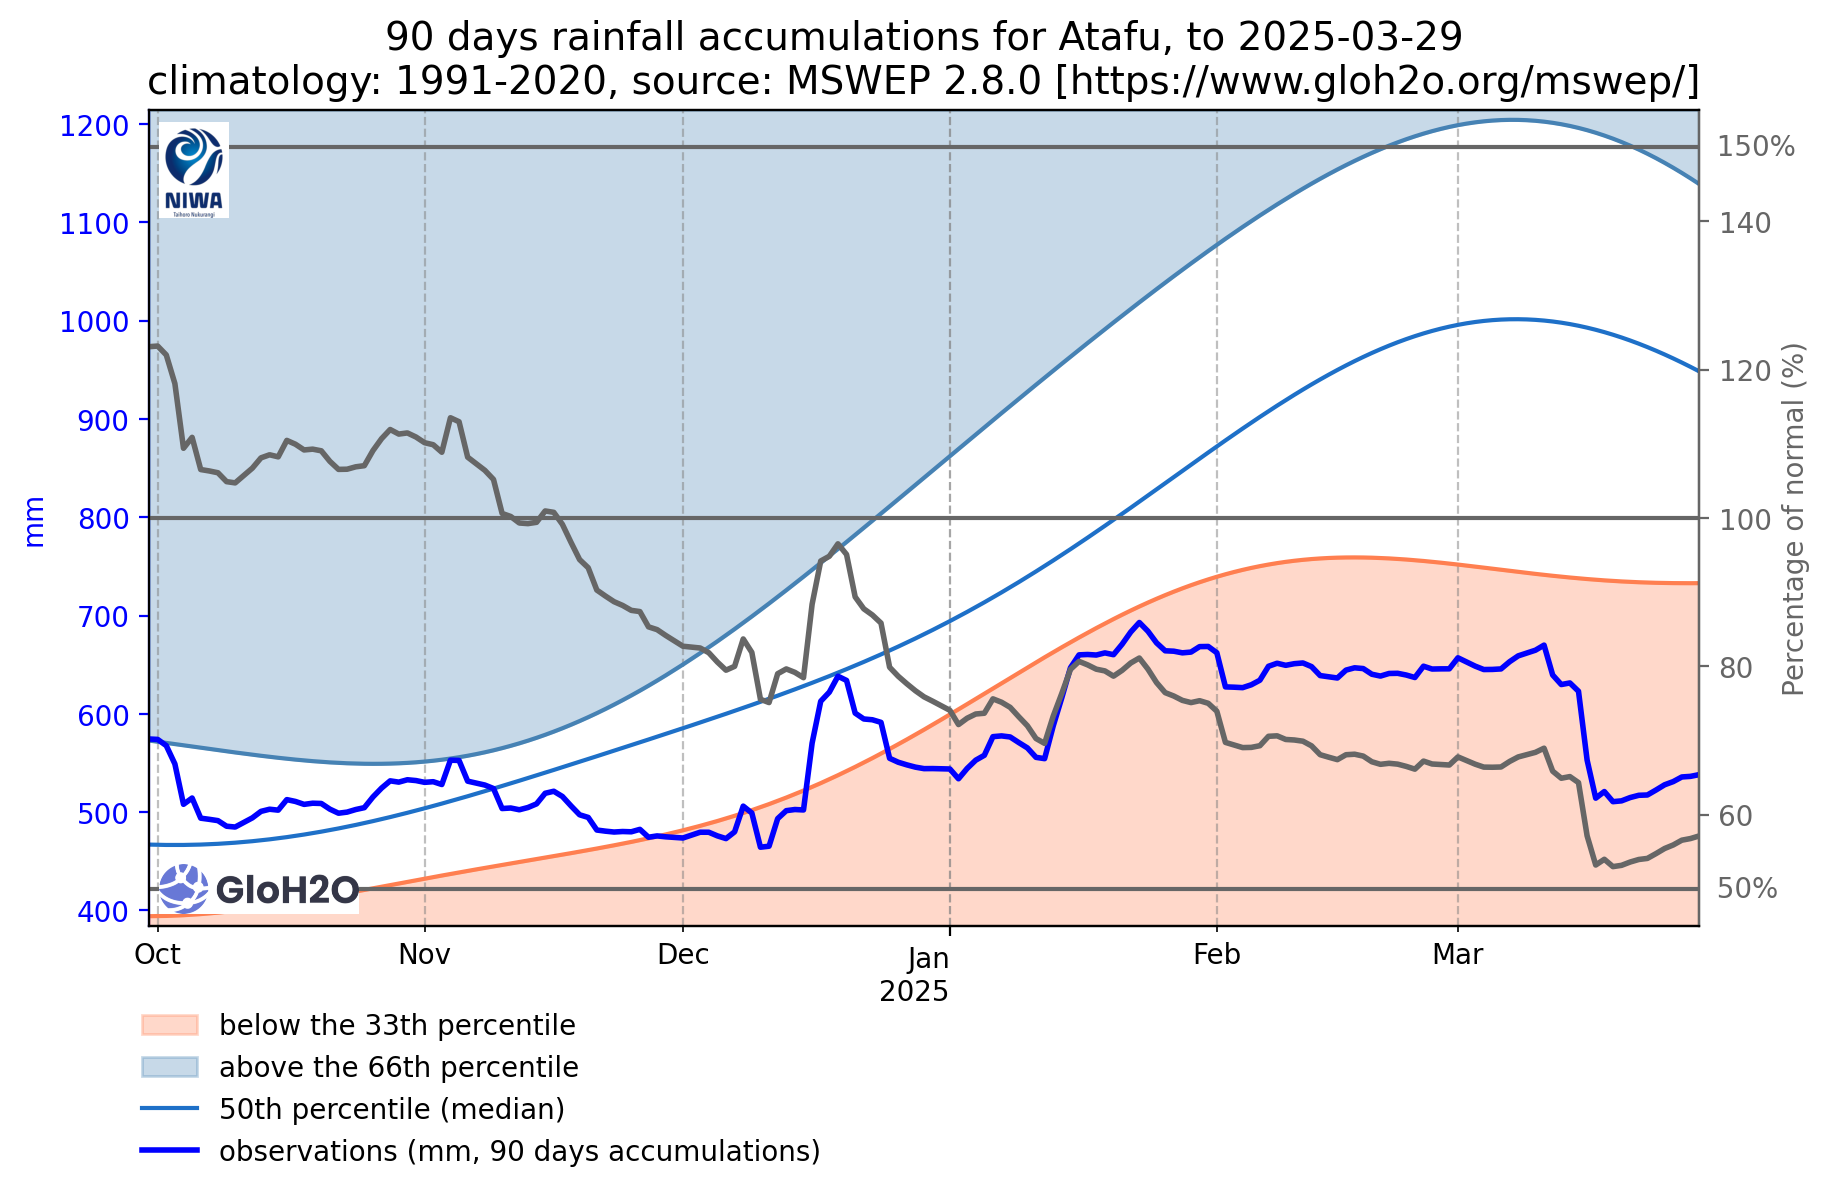 90 days rainfall accumulations for Atafu, to 2025-03-29
climatology: 1991-2020, source: MSWEP 2.8.0 [https://www.gloh2o.org/mswep/]
1200
1100
1000
900
800
700
600
500
400
mm
NIWA
Taihoro Nukurangi
GloH2O
150%
140
120
100
80
60
50%
Percentage of normal (%)
Oct
Nov
Dec
Jan
2025
Feb
Mar
below the 33th percentile
above the 66th percentile
50th percentile (median)
observations (mm, 90 days accumulations)